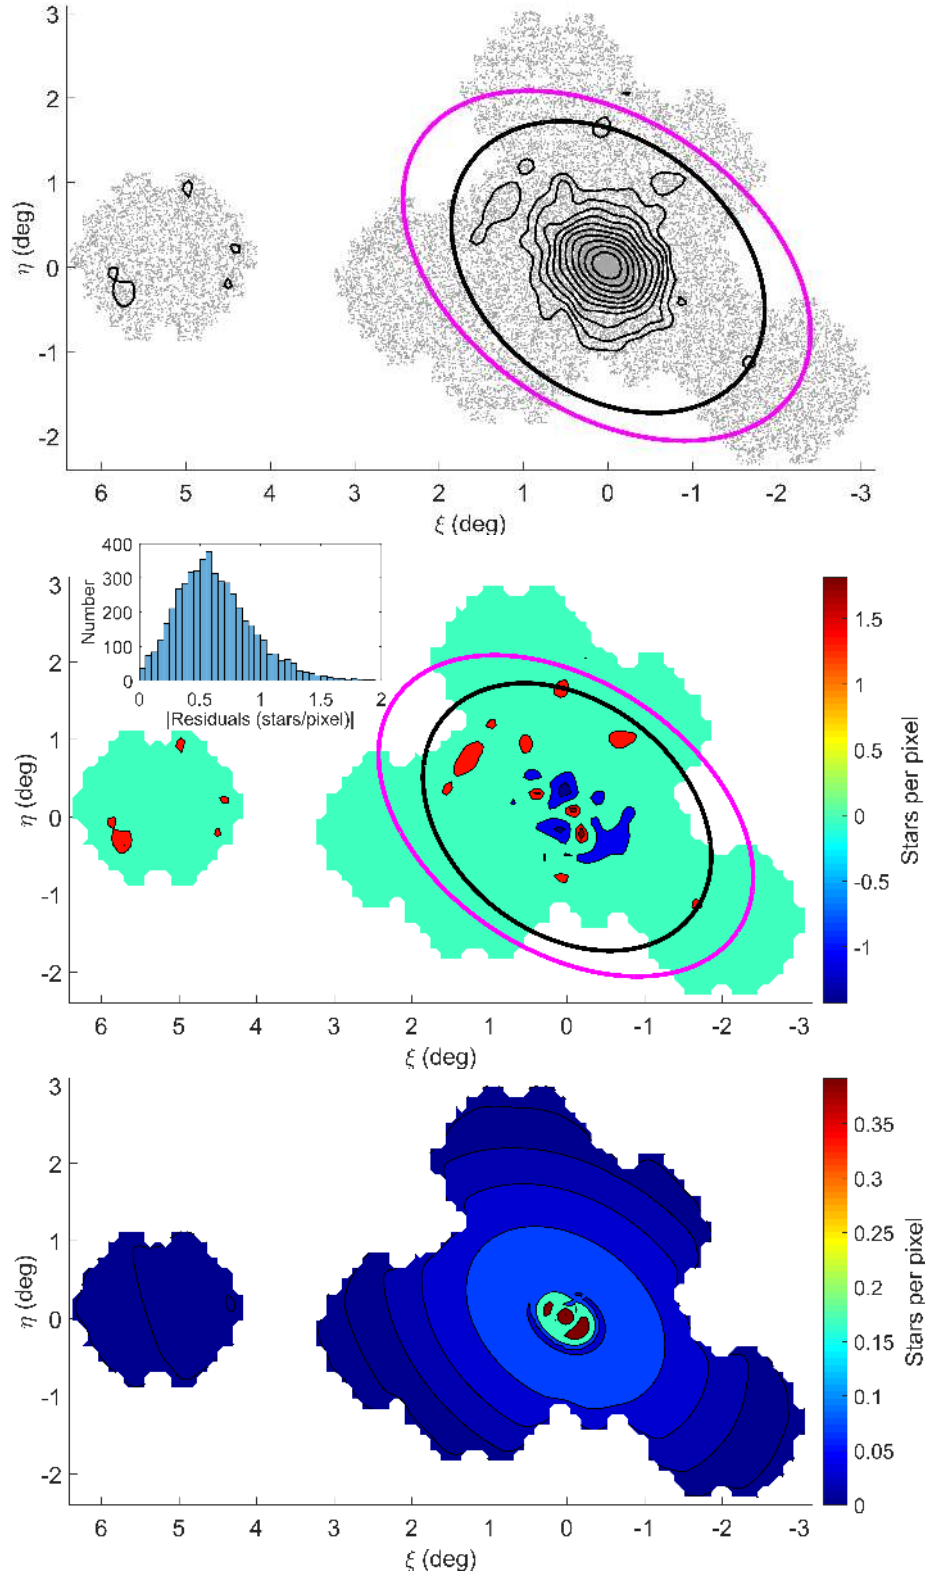 3
2
1
0
-1
-2
η (deg)
6 5 4 3 2 1 0 -1 -2 -3
ξ (deg)
400
300
200
100
0
Number
0 0.5 1 1.5 2
|Residuals (stars/pixel)|
3
2
1
0
-1
-2
η (deg)
6 5 4 3 2 1 0 -1 -2 -3
ξ (deg)
1.5
1
0.5
0
-0.5
-1
Stars per pixel
3
2
1
0
-1
-2
η (deg)
6 5 4 3 2 1 0 -1 -2 -3
ξ (deg)
0.35
0.3
0.25
0.2
0.15
0.1
0.05
0
Stars per pixel